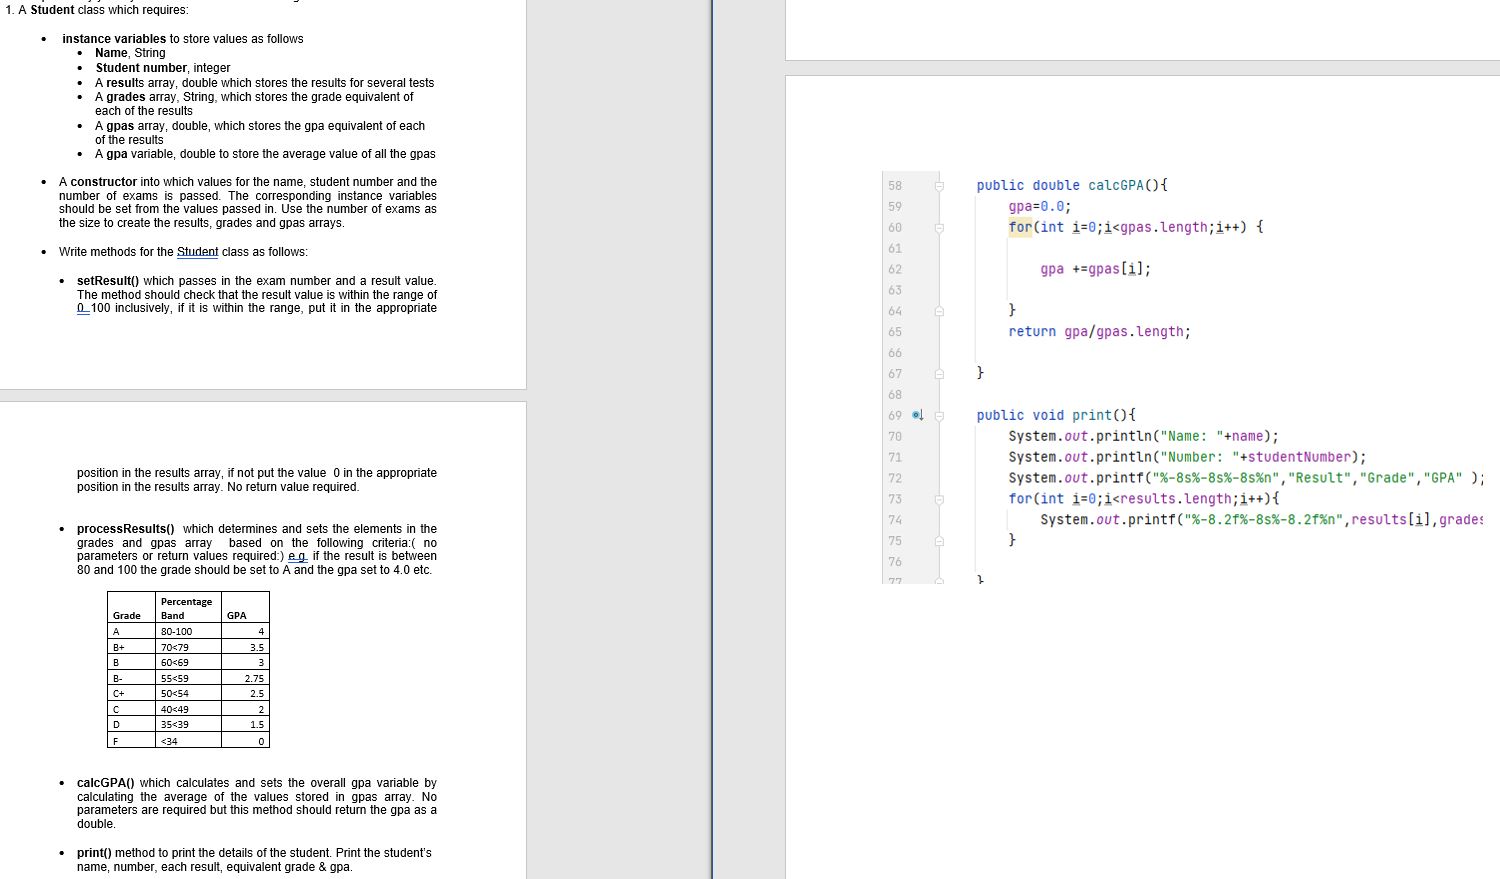 1. A Student class which requires:
• instance variables to store values as follows
• Name, String
• Student number, integer
• A results array, double which stores the results for several tests
• A grades array, String, which stores the grade equivalent of
each of the results
• A gpas array, double, which stores the gpa equivalent of each
of the results
• A gpa variable, double to store the average value of all the gpas
• A constructor into which values for the name, student number and the
number of exams is passed. The corresponding instance variables
should be set from the values passed in. Use the number of exams as
the size to create the results, grades and gpas arrays.
• Write methods for the Student class as follows:
• setResult() which passes in the exam number and a result value.
The method should check that the result value is within the range of
0 100 inclusively, if it is within the range, put it in the appropriate
position in the results array, if not put the value 0 in the appropriate
position in the results array. No return value required.
• processResults() which determines and sets the elements in the
grades and gpas array based on the following criteria:( no
parameters or return values required:) e.g. if the result is between
80 and 100 the grade should be set to A and the gpa set to 4.0 etc.
Grade Percentage Band GPA
A 80-100 4
B+ 70<79 3.5
B 60<69 3
B- 55<59 2.75
C+ 50<54 2.5
C 40<49 2
D 35<39 1.5
F <34 0
• calcGPA() which calculates and sets the overall gpa variable by
calculating the average of the values stored in gpas array. No
parameters are required but this method should return the gpa as a
double.
• print() method to print the details of the student. Print the student's
name, number, each result, equivalent grade & gpa.
58 public double calcGPA(){
59 gpa=0.0;
60 for(int i=0;i<gpas.length;i++) {
61
62 gpa +=gpas[i];
63
64 }
65 return gpa/gpas.length;
66
67 }
68
69 public void print(){
70 System.out.println("Name: "+name);
71 System.out.println("Number: "+studentNumber);
72 System.out.printf("%-8s%-8s%-8s%n","Result","Grade","GPA" );
73 for(int i=0;i<results.length;i++){
74 System.out.printf("%-8.2f%-8s%-8.2f%n",results[i],grades
75 }
76
77 }